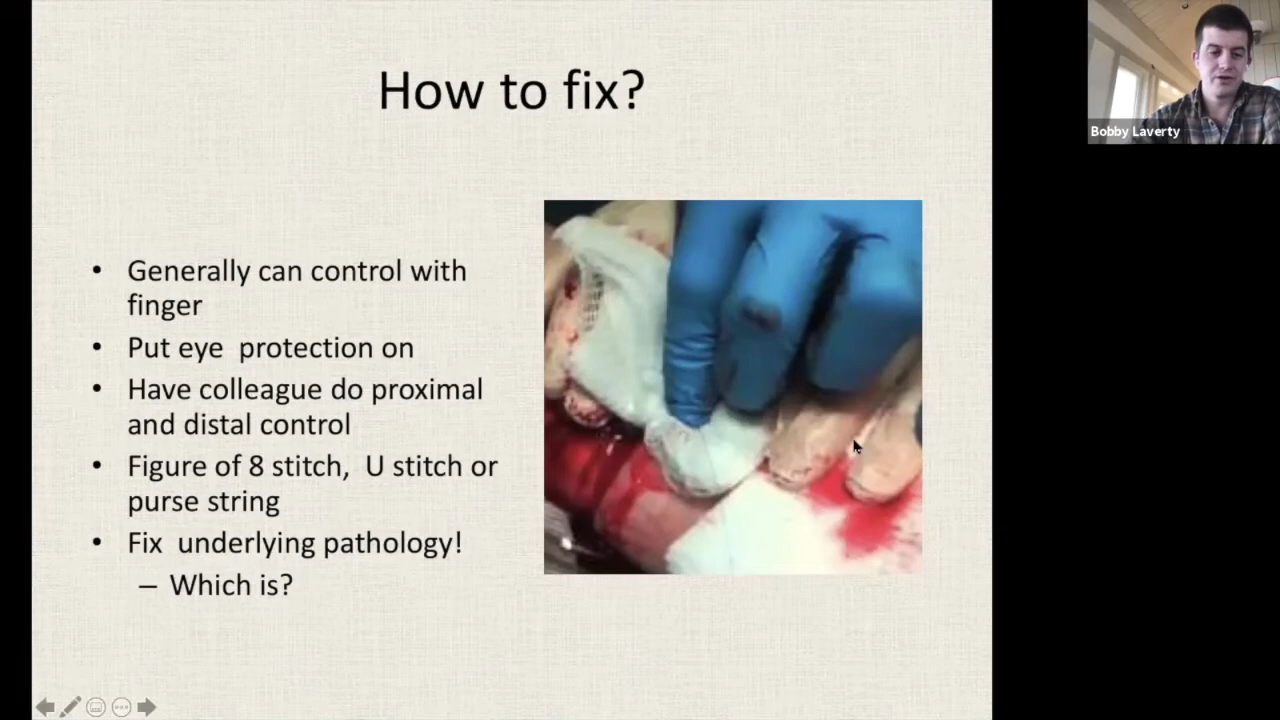 How to fix?
• Generally can control with
finger
• Put eye  protection on
• Have colleague do proximal
and distal control
• Figure of 8 stitch,  U stitch or
purse string
• Fix  underlying pathology!
– Which is?
Bobby Laverty